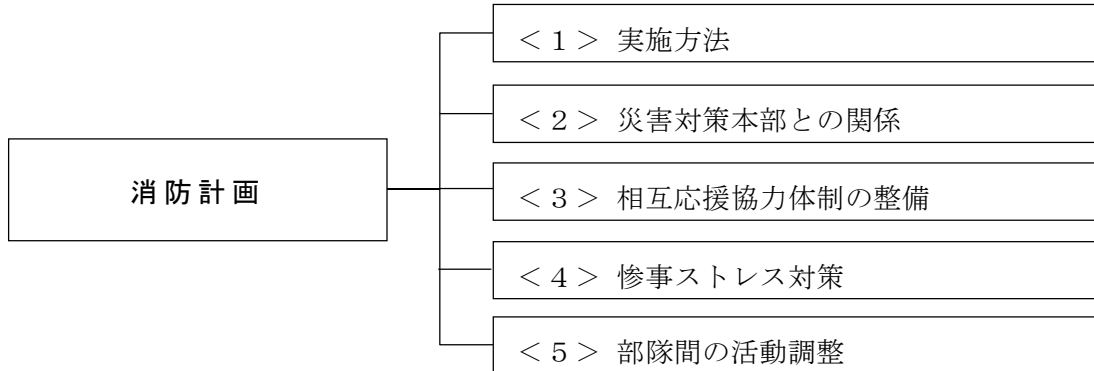 消防計画
＜１＞ 実施方法
＜２＞ 災害対策本部との関係
＜３＞ 相互応援協力体制の整備
＜４＞ 惨事ストレス対策
＜５＞ 部隊間の活動調整